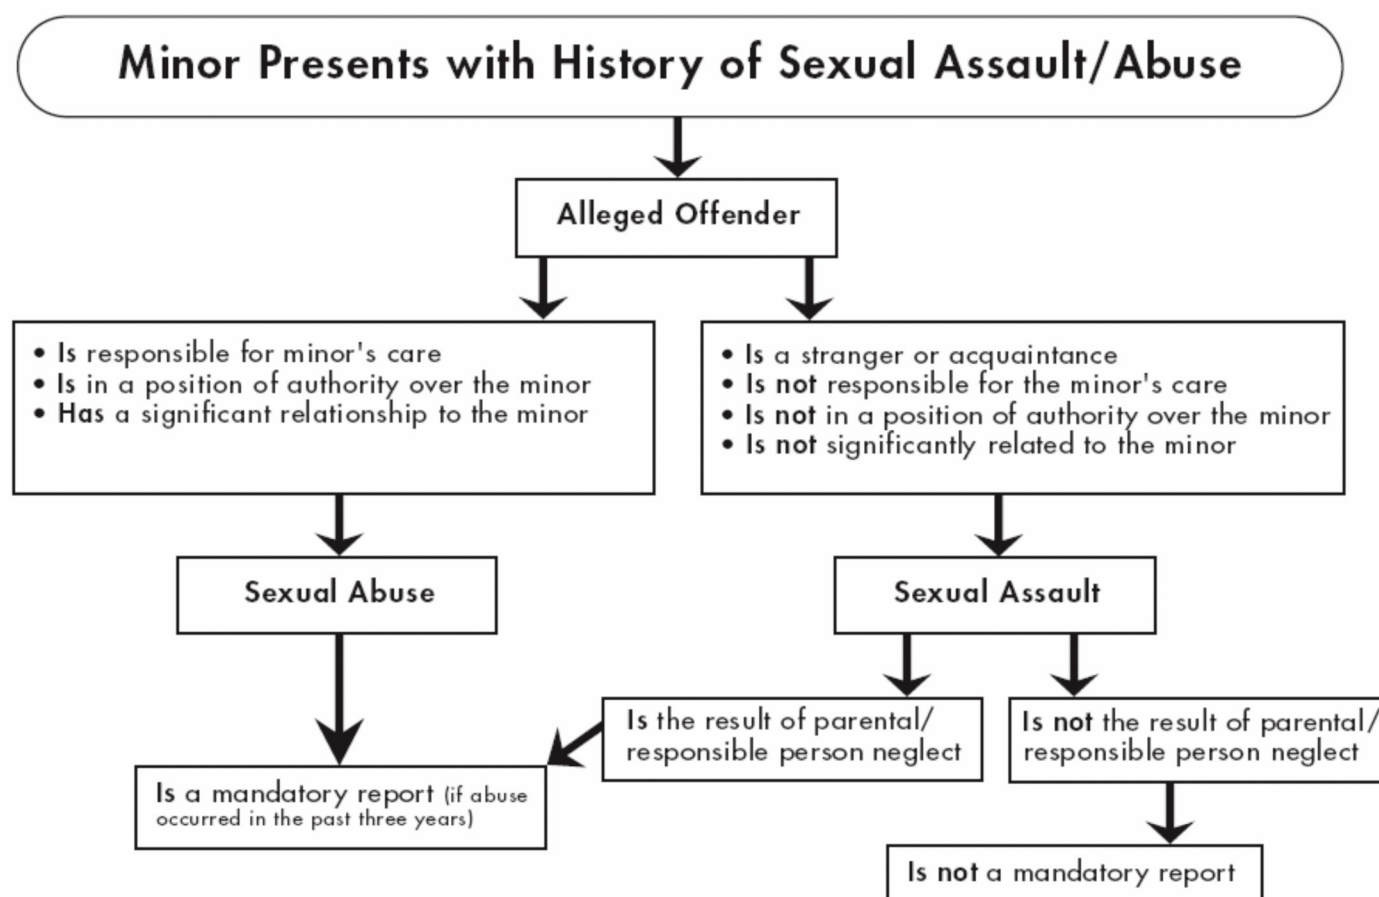 Minor Presents with History of Sexual Assault/Abuse
Alleged Offender
• Is responsible for minor's care
• Is in a position of authority over the minor
• Has a significant relationship to the minor
• Is a stranger or acquaintance
• Is not responsible for the minor's care
• Is not in a position of authority over the minor
• Is not significantly related to the minor
Sexual Abuse
Sexual Assault
Is the result of parental/
responsible person neglect
Is not the result of parental/
responsible person neglect
Is a mandatory report (if abuse
occurred in the past three years)
Is not a mandatory report